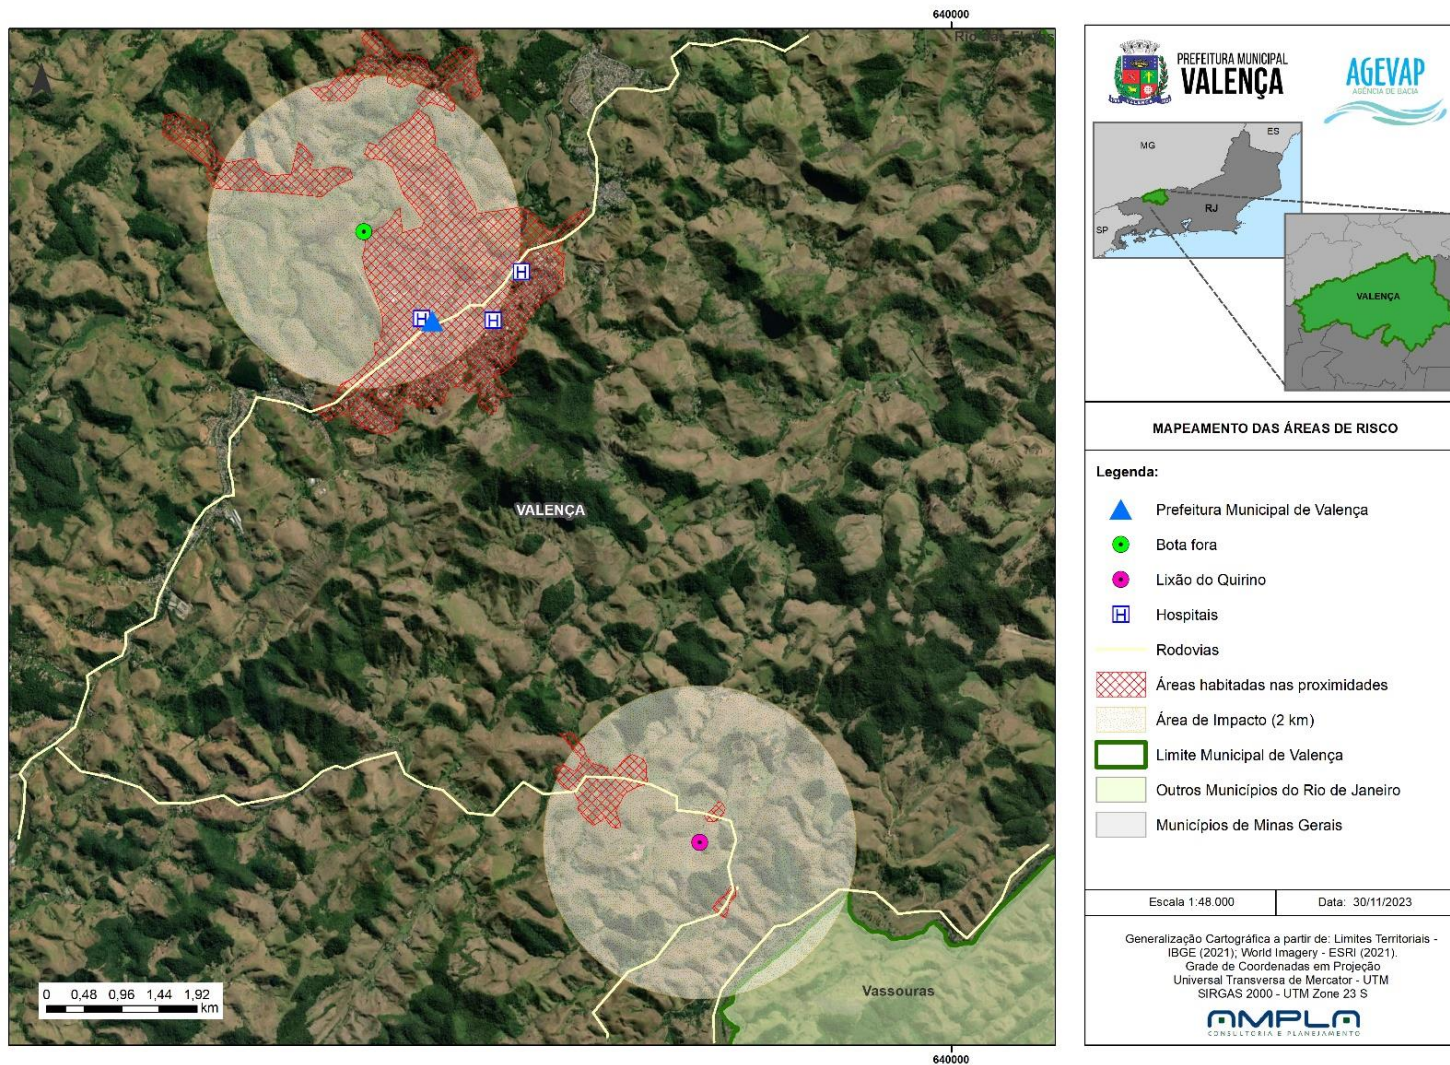 640000
Rio das Flores
VALENÇA
Vassouras
0 0,48 0,96 1,44 1,92
km
640000
PREFEITURA MUNICIPAL
VALENÇA
VALENÇA
AGEVAP
AGÊNCIA DE BACIA
MG
ES
RJ
SP
VALENÇA
MAPEAMENTO DAS ÁREAS DE RISCO
Legenda:
Prefeitura Municipal de Valença
Bota fora
Lixão do Quirino
H Hospitais
Rodovias
Áreas habitadas nas proximidades
Área de Impacto (2 km)
Limite Municipal de Valença
Outros Municípios do Rio de Janeiro
Municípios de Minas Gerais
Escala 1:48.000 Data: 30/11/2023
Generalização Cartográfica a partir de: Limites Territoriais -
IBGE (2021); World Imagery - ESRI (2021).
Grade de Coordenadas em Projeção
Universal Transversa de Mercator - UTM
SIRGAS 2000 - UTM Zone 23 S
AMPLA
CONSULTORIA E PLANEJAMENTO
H
H
H